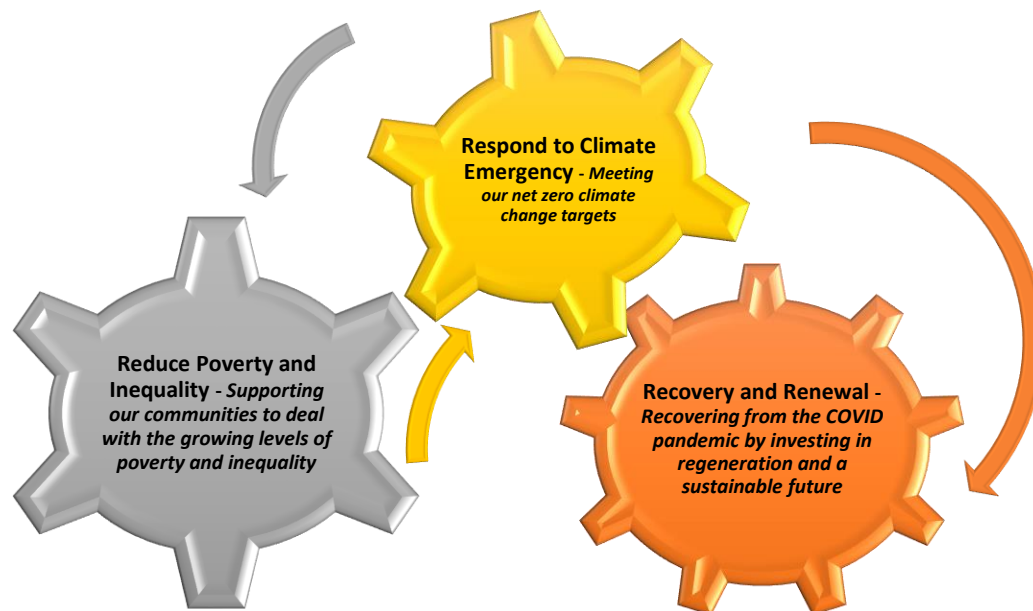 Respond to Climate
Emergency - Meeting
our net zero climate
change targets
Reduce Poverty and
Inequality - Supporting
our communities to deal
with the growing levels of
poverty and inequality
Recovery and Renewal -
Recovering from the COVID
pandemic by investing in
regeneration and a
sustainable future